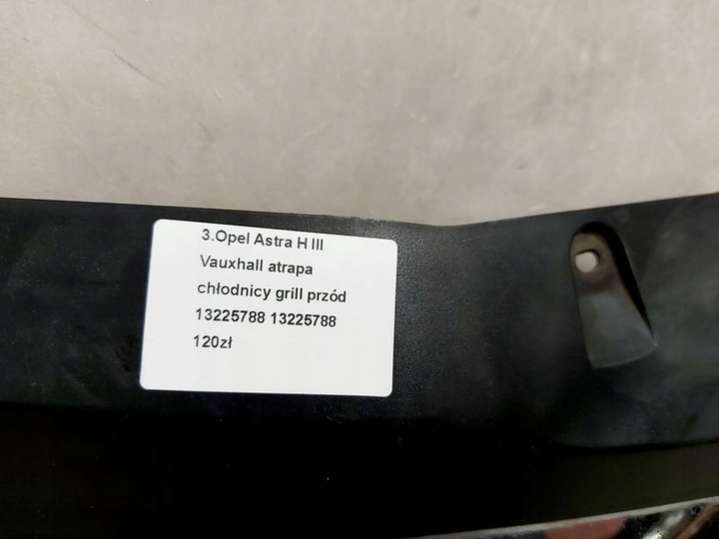 3.Opel Astra H III
Vauxhall atrapa
chłodnicy grill przód
13225788 13225788
120zł